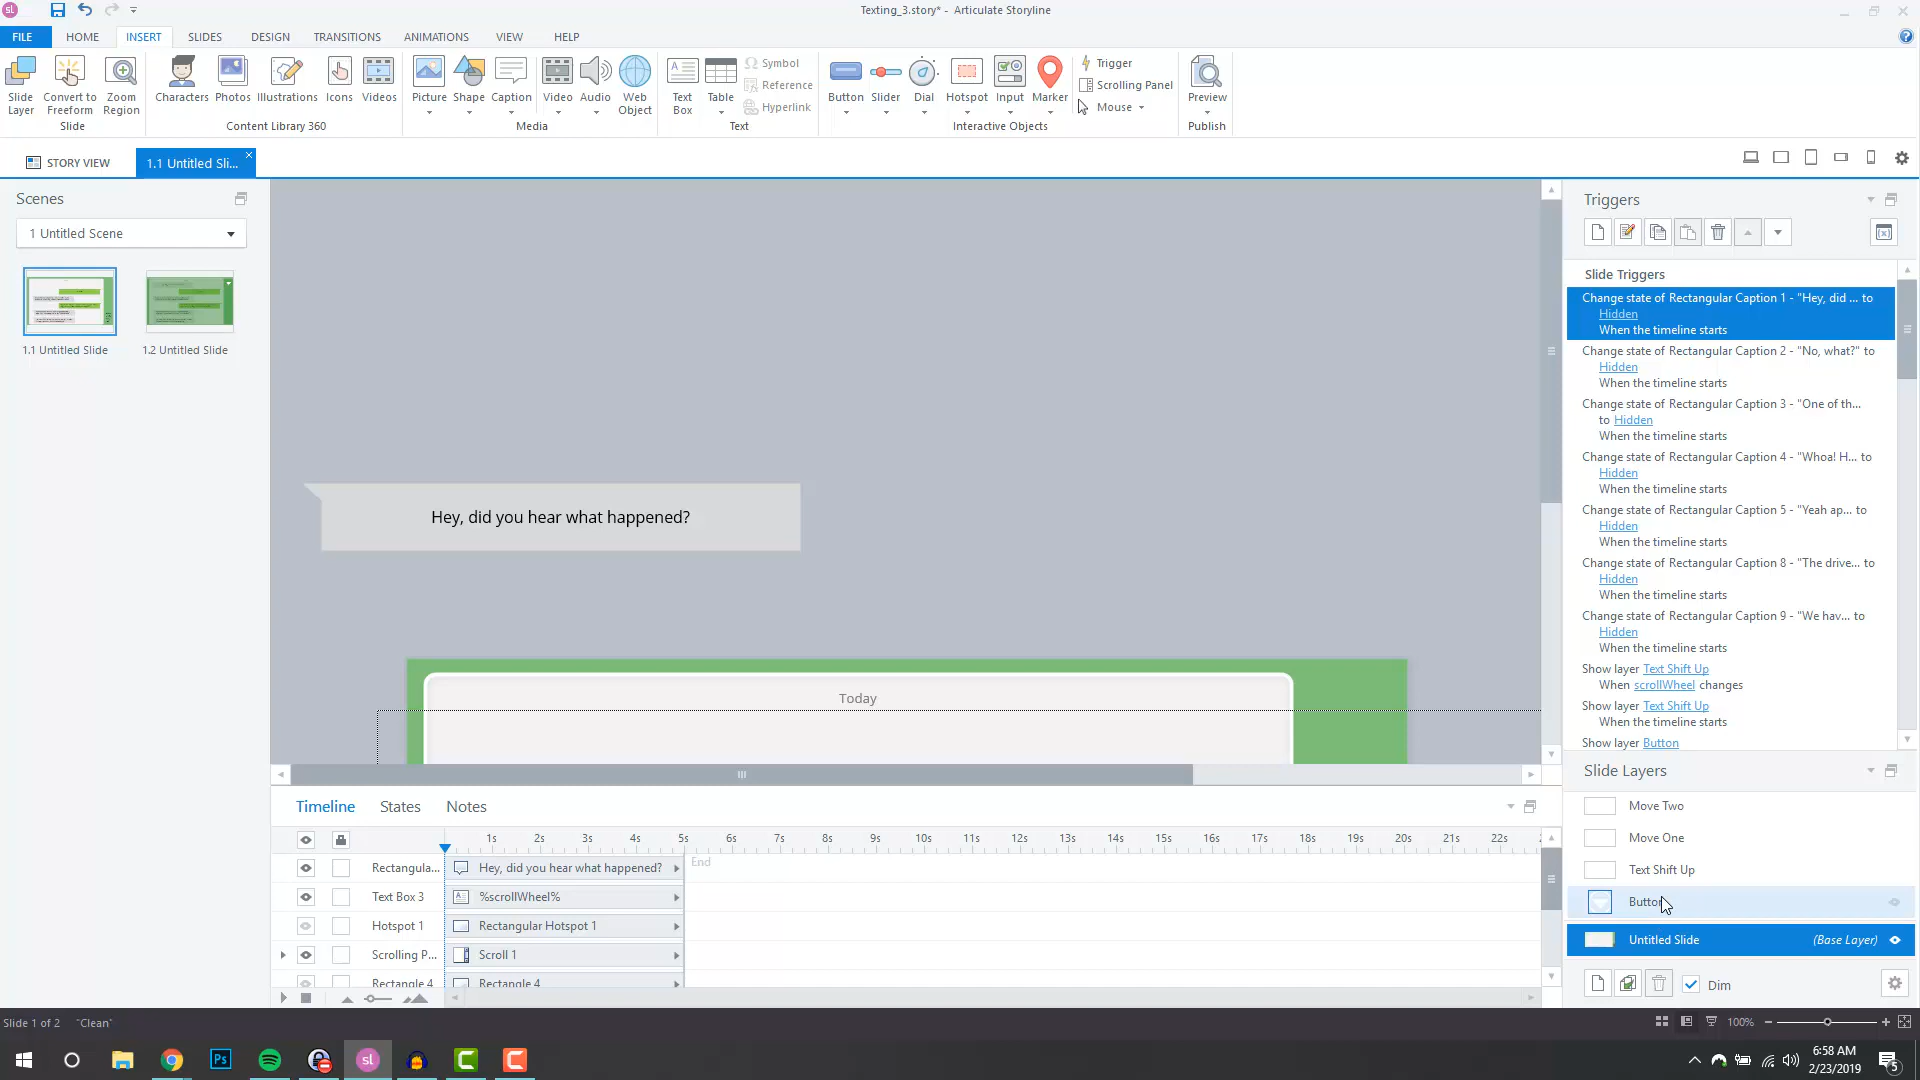 sl
Texting_3.story* - Articulate Storyline
FILE HOME INSERT SLIDES DESIGN TRANSITIONS ANIMATIONS VIEW HELP
Slide Layer
Convert to Freeform
Zoom Region
Slide
Characters
Photos
Illustrations
Icons
Videos
Content Library 360
Picture
Shape
Caption
Video
Audio
Web Object
Media
Text Box
Table
Symbol
Reference
Hyperlink
Text
Button
Slider
Dial
Hotspot
Input
Marker
Trigger
Scrolling Panel
Mouse
Interactive Objects
Preview
Publish
STORY VIEW
1.1 Untitled Sli...
Scenes
1 Untitled Scene
1.1 Untitled Slide
1.2 Untitled Slide
Hey, did you hear what happened?
Today
Triggers
Slide Triggers
Change state of Rectangular Caption 1 - "Hey, did ... to
Hidden
When the timeline starts
Change state of Rectangular Caption 2 - "No, what?" to
Hidden
When the timeline starts
Change state of Rectangular Caption 3 - "One of th...
to Hidden
When the timeline starts
Change state of Rectangular Caption 4 - "Whoa! H... to
Hidden
When the timeline starts
Change state of Rectangular Caption 5 - "Yeah ap... to
Hidden
When the timeline starts
Change state of Rectangular Caption 8 - "The drive... to
Hidden
When the timeline starts
Change state of Rectangular Caption 9 - "We hav... to
Hidden
When the timeline starts
Show layer Text Shift Up
When scrollWheel changes
Show layer Text Shift Up
When the timeline starts
Show layer Button
Slide Layers
Move Two
Move One
Text Shift Up
Button
Untitled Slide (Base Layer)
Dim
Timeline States Notes
1s 2s 3s 4s 5s 6s 7s 8s 9s 10s 11s 12s 13s 14s 15s 16s 17s 18s 19s 20s 21s 22s
Rectangula... Hey, did you hear what happened? End
Text Box 3 %scrollWheel%
Hotspot 1 Rectangular Hotspot 1
Scrolling P... Scroll 1
Rectangle 4 Rectangle 4
Slide 1 of 2 "Clean"
100%
Ps
sl
6:58 AM
2/23/2019
5